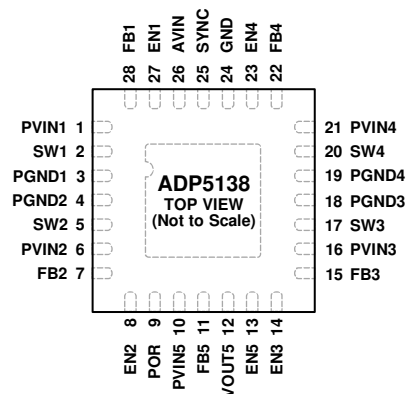 28 FB1
27 EN1
26 AVIN
25 SYNC
24 GND
23 EN4
22 FB4
PVIN1 1
SW1 2
PGND1 3
PGND2 4
SW2 5
PVIN2 6
FB2 7
ADP5138
TOP VIEW
(Not to Scale)
21 PVIN4
20 SW4
19 PGND4
18 PGND3
17 SW3
16 PVIN3
15 FB3
EN2 8
POR 9
PVIN5 10
FB5 11
VOUT5 12
EN5 13
EN3 14